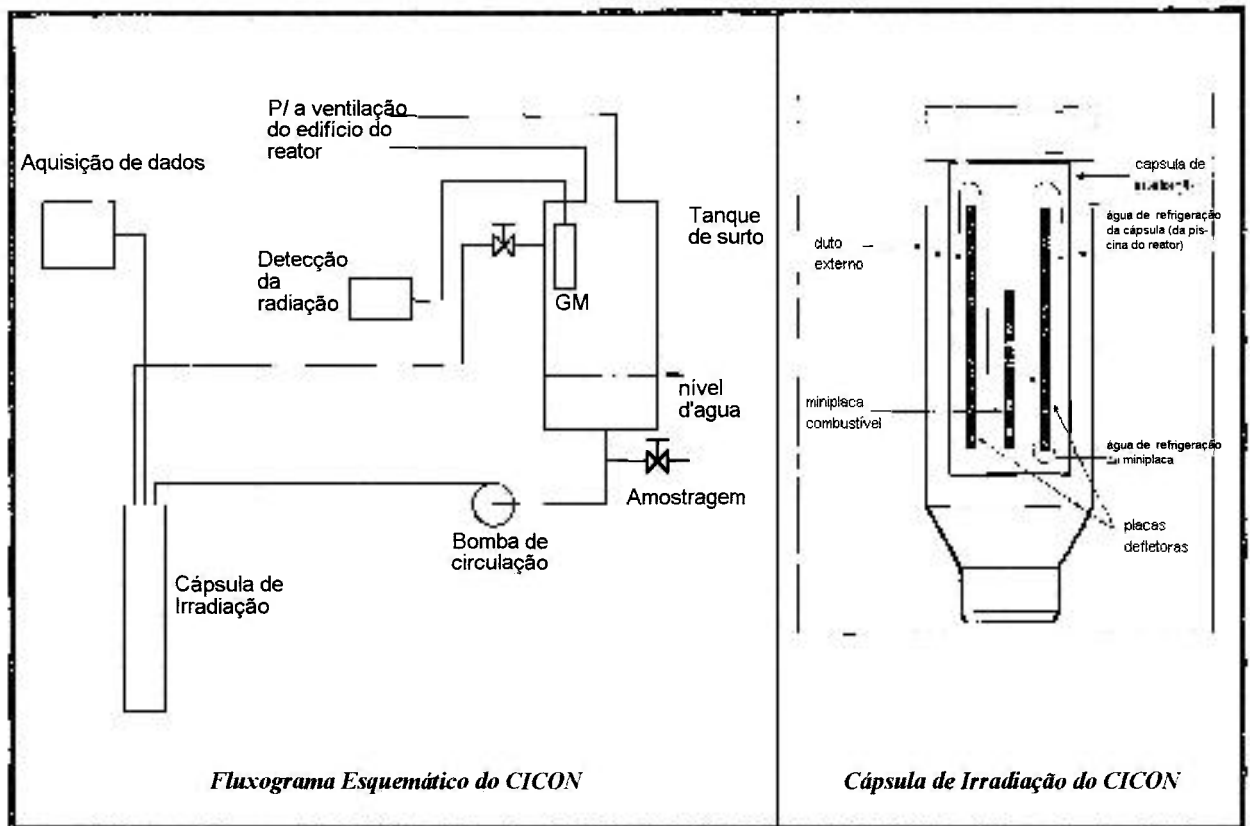 P/ a ventilação
do edifício do
reator
Aquisição de dados
Tanque
de surto
Detecção
da
radiação
GM
nível
d'agua
Amostragem
Bomba de
circulação
Cápsula de
Irradiação
Fluxograma Esquemático do CICON
capsula de
água de refrigeração
da cápsula (da pis-
cina do reator)
duto
externo
miniplaca
combustível
água de refrigeração
miniplaca
placas
defletoras
Cápsula de Irradiação do CICON